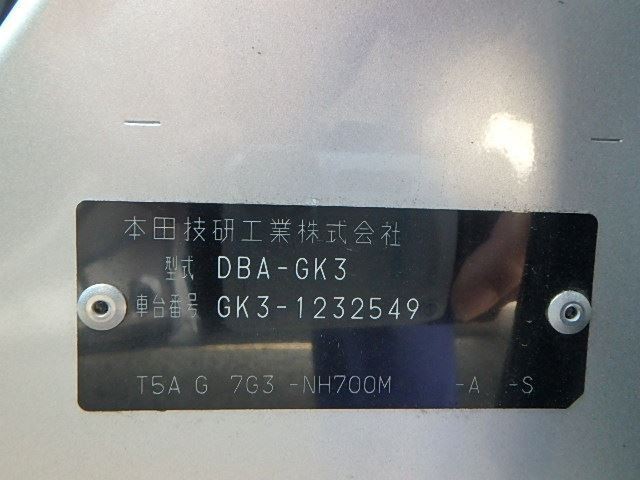 本田技研工業株式会社
型式 DBA-GK3
車台番号 GK3-1232549
T5A G 7G3 -NH700M -A -S